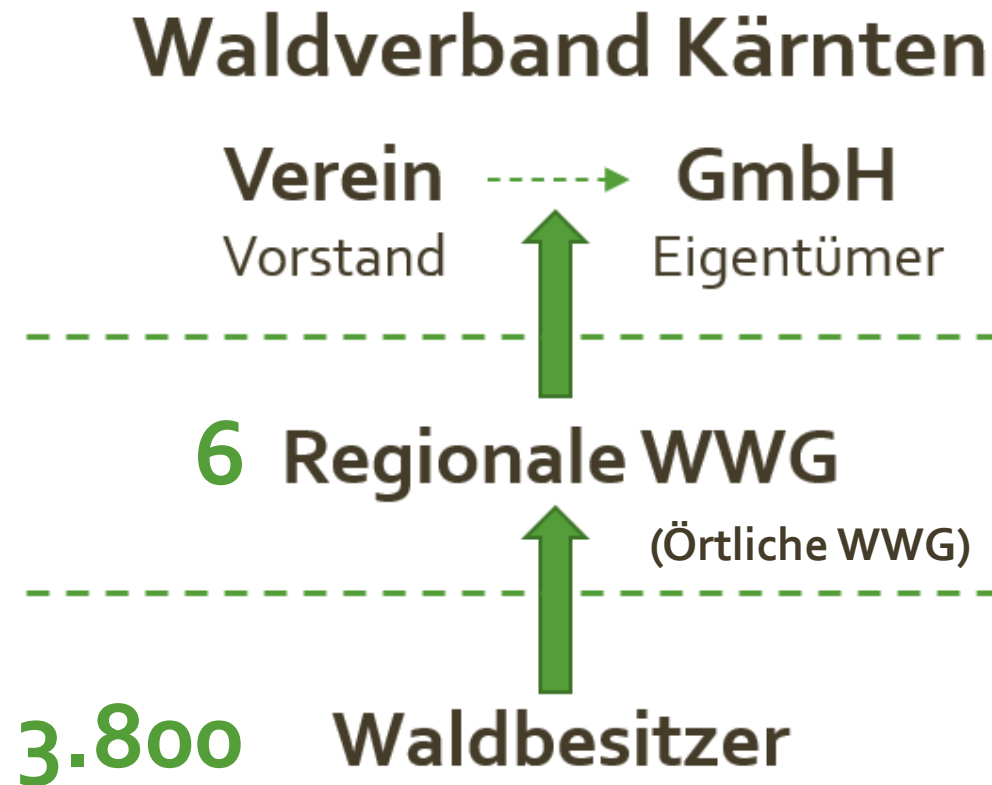 Waldverband Kärnten
Verein GmbH
Vorstand Eigentümer
6 Regionale WWG
(Örtliche WWG)
3.800 Waldbesitzer